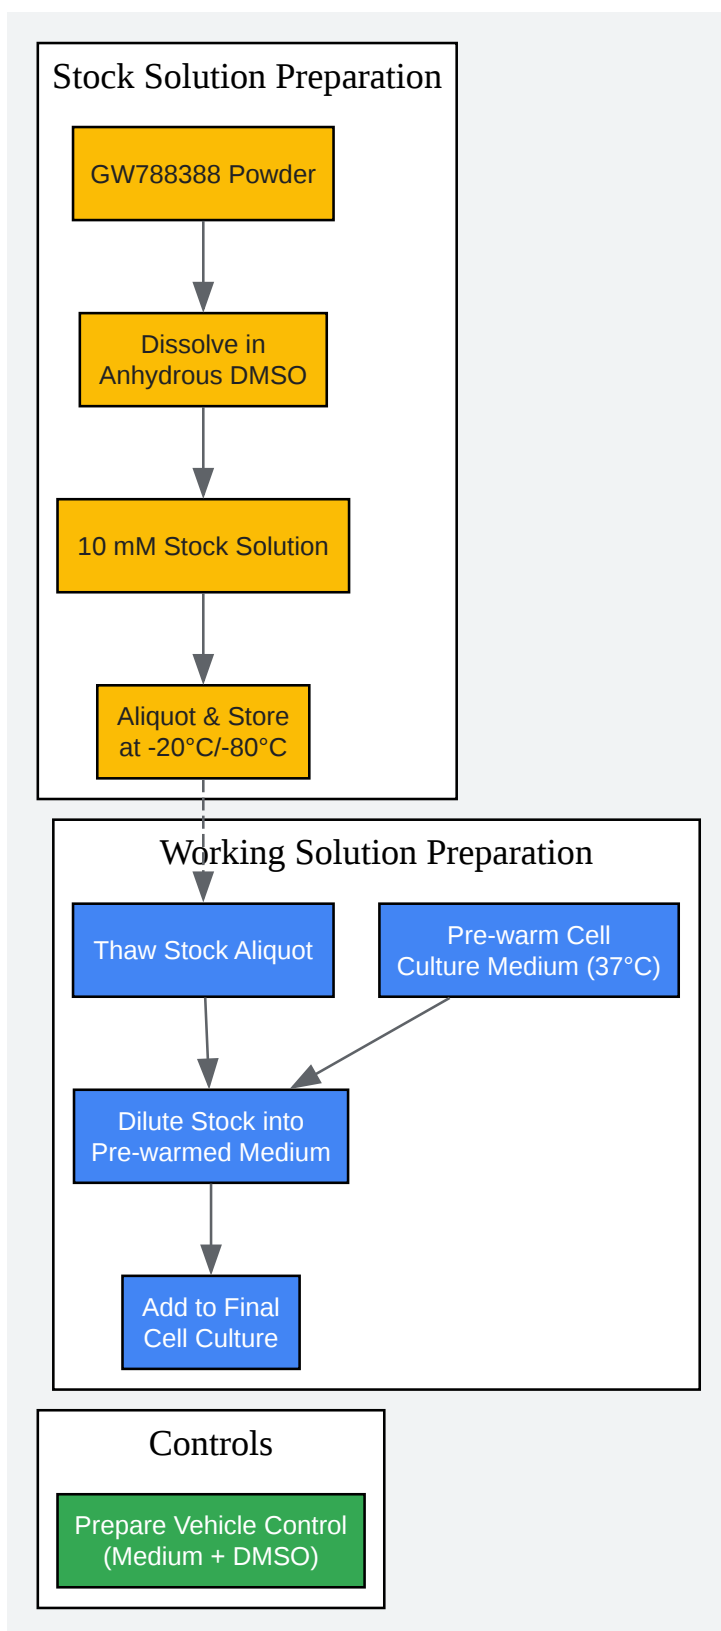 Stock Solution Preparation
GW788388 Powder
Dissolve in
Anhydrous DMSO
10 mM Stock Solution
Aliquot & Store
at -20°C/-80°C
Working Solution Preparation
Thaw Stock Aliquot
Pre-warm Cell
Culture Medium (37°C)
Dilute Stock into
Pre-warmed Medium
Add to Final
Cell Culture
Controls
Prepare Vehicle Control
(Medium + DMSO)